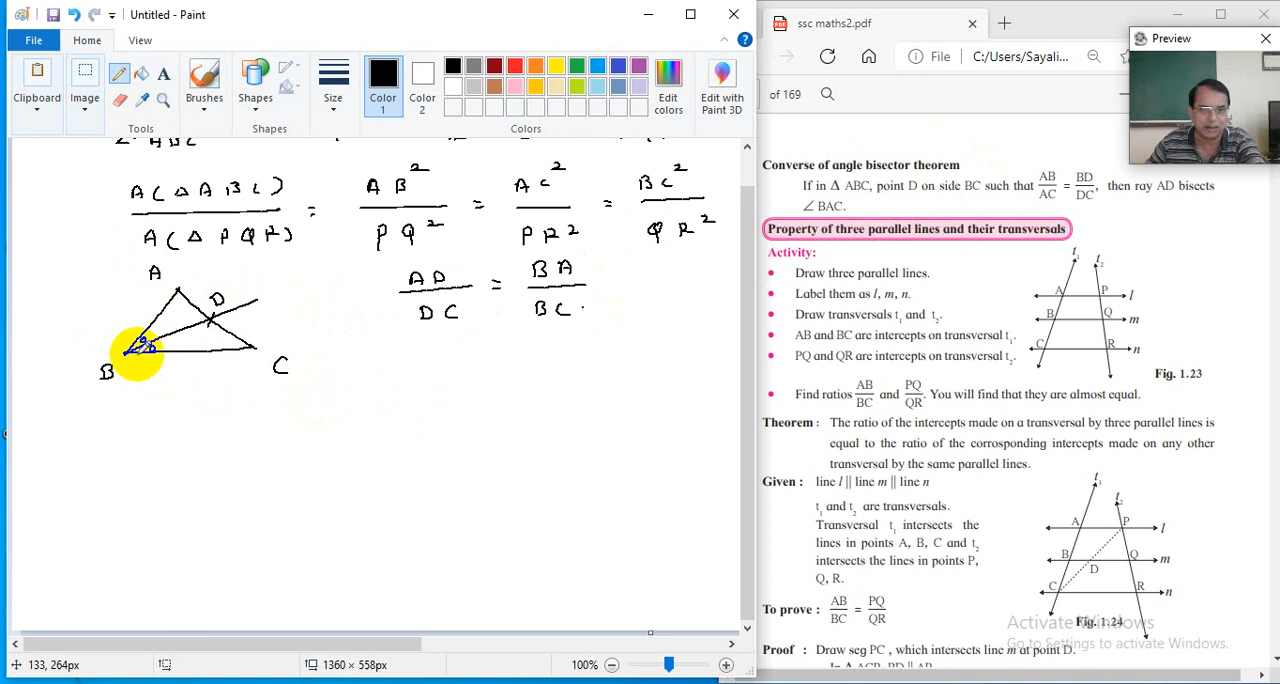 Untitled - Paint
File
Home
View
Clipboard
Image
Tools
Brushes
Shapes
Shapes
Size
Color 1
Color 2
Edit colors
Edit with Paint 3D
Colors
A(△ABC) / A(△PQR) = AB² / PQ² = AC² / PR² = BC² / QR²
AD / DC = BA / BC
A
D
B
C
133, 264px
1360 × 558px
100%
ssc maths2.pdf
File
C:/Users/Sayali...
of 169
Preview
Converse of angle bisector theorem
If in Δ ABC, point D on side BC such that AB/AC = BD/DC, then ray AD bisects
∠ BAC.
Property of three parallel lines and their transversals
Activity:
• Draw three parallel lines.
• Label them as l, m, n.
• Draw transversals t₁ and t₂.
• AB and BC are intercepts on transversal t₁.
• PQ and QR are intercepts on transversal t₂.
• Find ratios AB/BC and PQ/QR. You will find that they are almost equal.
t₁ t₂
A P l
B Q m
C R n
Fig. 1.23
Theorem : The ratio of the intercepts made on a transversal by three parallel lines is
equal to the ratio of the corrosponding intercepts made on any other
transversal by the same parallel lines.
Given : line l || line m || line n
t₁ and t₂ are transversals.
Transversal t₁ intersects the
lines in points A, B, C and t₂
intersects the lines in points P,
Q, R.
To prove : AB/BC = PQ/QR
t₁ t₂
A P l
B Q m
D
C R n
Fig. 1.24
Proof : Draw seg PC , which intersects line m at point D.
Activate Windows
Go to Settings to activate Windows.